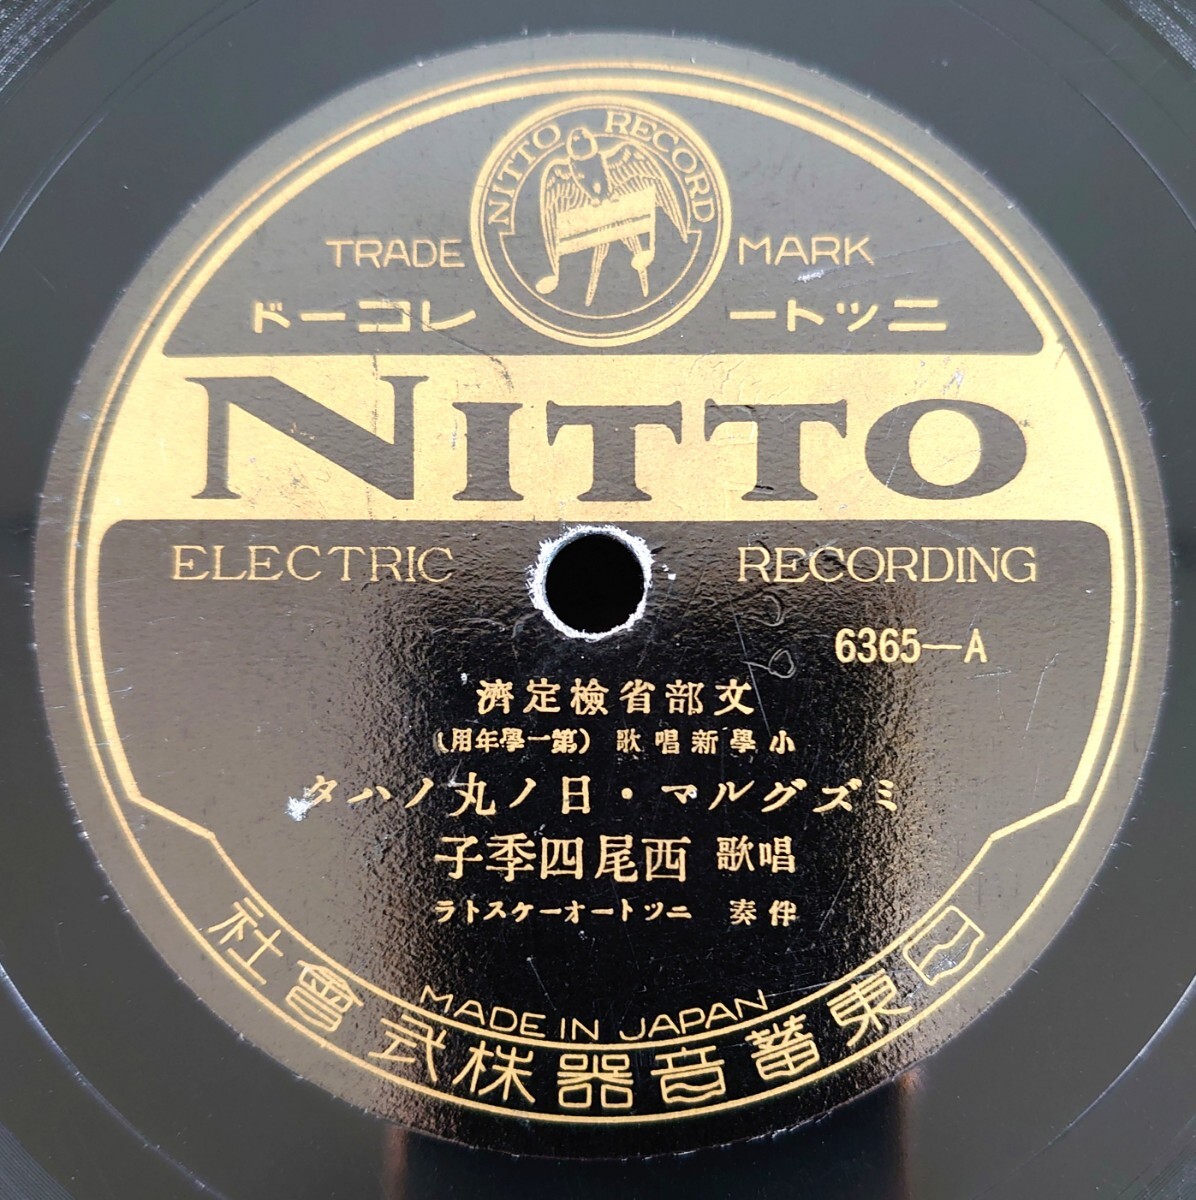 NITTO RECORD
TRADE MARK
ニットーレコード
NITTO
ELECTRIC RECORDING
6365—A
文部省檢定濟
小學新唱歌(第一學年用)
ミズグルマ・日ノ丸ノハタ
唱歌 西尾四季子
伴奏 ニットーオーケストラ
MADE IN JAPAN
日東蓄音器株式會社